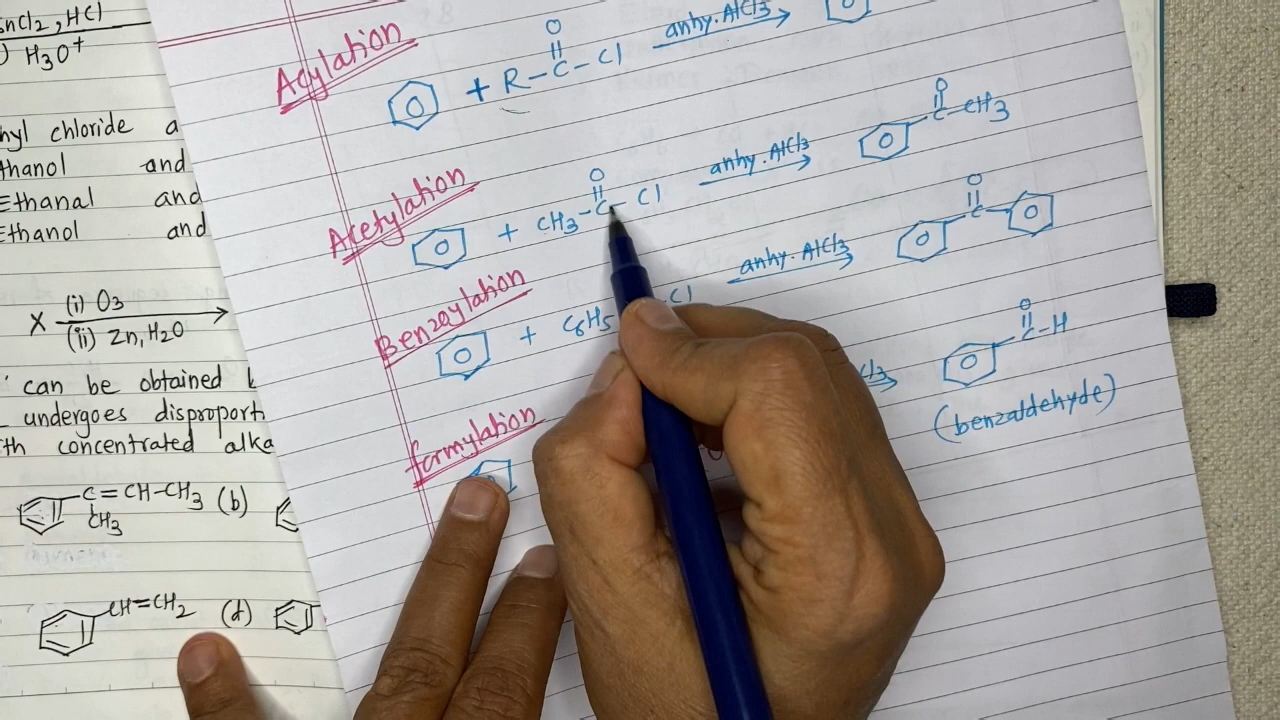 SnCl2, HCl
) H3O+
hyl chloride a
thanol and
Ethanal and
Ethanol and
X (i) O3
(ii) Zn, H2O
can be obtained
undergoes disproport
th concentrated alka
C=CH-CH3 (b)
CH3
CH=CH2 (d)
Acylation
+ R-C-Cl anhy. AlCl3
O
Acetylation
+ CH3-C-Cl anhy. AlCl3
O
C-CH3
O
Benzoylation
+ C6H5 Cl anhy. AlCl3
C
O
formylation
Cl3
C-H
O
(benzaldehyde)